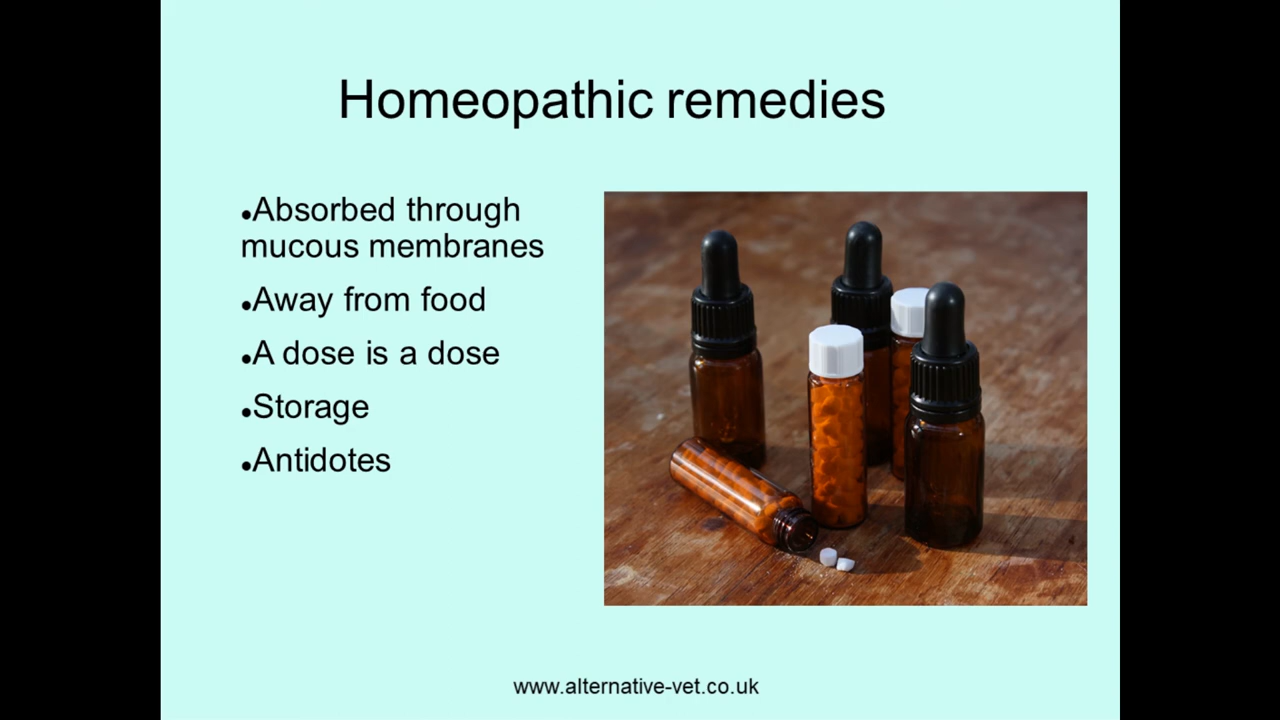 Homeopathic remedies
●Absorbed through
mucous membranes
●Away from food
●A dose is a dose
●Storage
●Antidotes
www.alternative-vet.co.uk